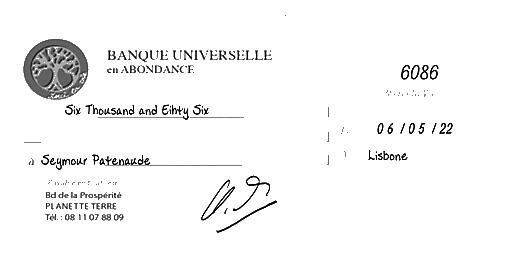 BANQUE UNIVERSELLE
en ABONDANCE
6086
Six Thousand and Eihty Six
06/05/22
à Seymour Patenaude
Lisbone
Bd de la Prospérité
PLANETTE TERRE
Tél. : 08 11 07 88 09